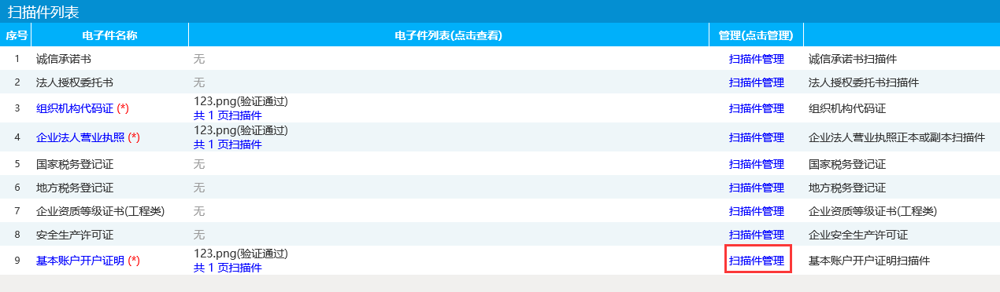 扫描件列表
序号 电子件名称 电子件列表(点击查看) 管理(点击管理)
1 诚信承诺书 无 扫描件管理 诚信承诺书扫描件
2 法人授权委托书 无 扫描件管理 法人授权委托书扫描件
3 组织机构代码证 (*) 123.png(验证通过) 扫描件管理 组织机构代码证
共 1 页扫描件
4 企业法人营业执照 (*) 123.png(验证通过) 扫描件管理 企业法人营业执照正本或副本扫描件
共 1 页扫描件
5 国家税务登记证 无 扫描件管理 国家税务登记证
6 地方税务登记证 无 扫描件管理 地方税务登记证
7 企业资质等级证书(工程类) 无 扫描件管理 企业资质等级证书(工程类)
8 安全生产许可证 无 扫描件管理 企业安全生产许可证
9 基本账户开户证明 (*) 123.png(验证通过) 扫描件管理 基本账户开户证明扫描件
共 1 页扫描件